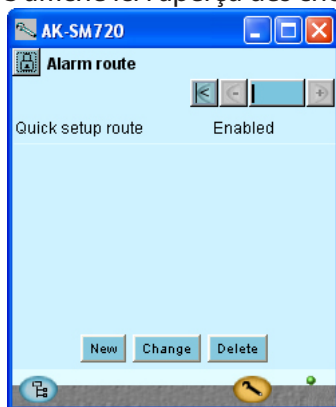 AK-SM720
Alarm route
Quick setup route Enabled
New Change Delete